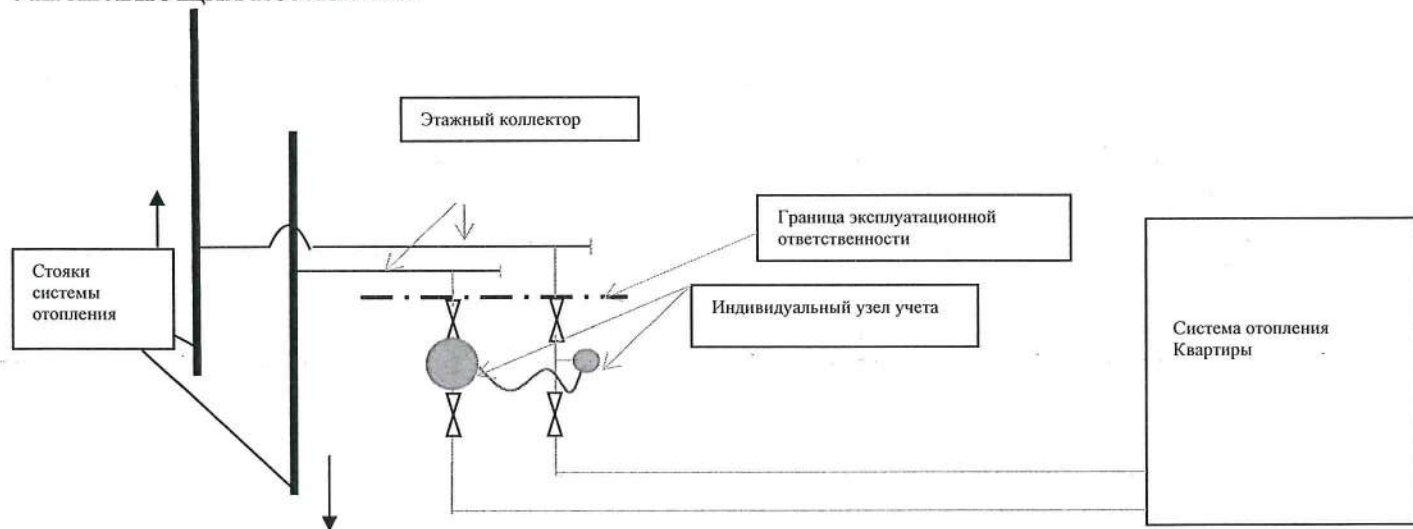 Этажный коллектор
Граница эксплуатационной
ответственности
Стояки
системы
отопления
Индивидуальный узел учета
Система отопления
Квартиры